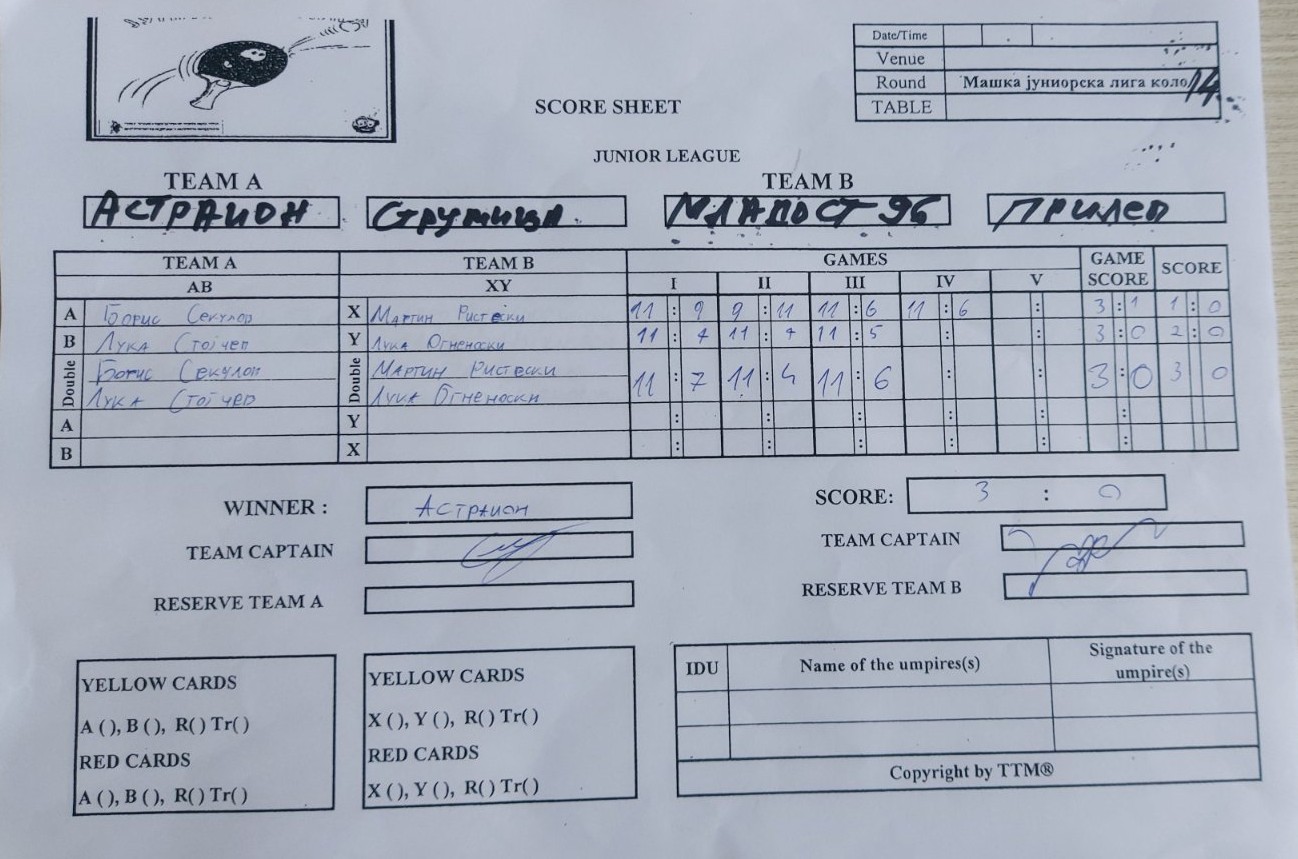 Date/Time
Venue
Round Машка јуниорска лига коло 14
TABLE
SCORE SHEET
JUNIOR LEAGUE
TEAM A TEAM B
АСТРАИОН Струмица МЛАДОСТ 96 ПРИЛЕП
TEAM A TEAM B GAMES GAME SCORE SCORE
AB XY I II III IV V
A Борис Секулов X Мартин Ристески 11 : 9 9 : 11 11 : 6 11 : 6 : 3 : 1 1 : 0
B Лука Стојчев Y Лука Огненоски 11 : 7 11 : 7 11 : 5 : : 3 : 0 2 : 0
Double Борис Секулов Double Мартин Ристески 11 : 7 11 : 4 11 : 6 : : 3 : 0 3 0
Лука Стојчев Лука Огненоски
A Y : : : : : :
B X : : : : : :
WINNER : Астраион SCORE: 3 : 0
TEAM CAPTAIN TEAM CAPTAIN
RESERVE TEAM A RESERVE TEAM B
YELLOW CARDS YELLOW CARDS
A ( ), B ( ), R() Tr( ) X ( ), Y ( ), R() Tr( )
RED CARDS RED CARDS
A ( ), B ( ), R() Tr( ) X ( ), Y ( ), R() Tr( )
IDU Name of the umpires(s) Signature of the umpire(s)
Copyright by TTM®